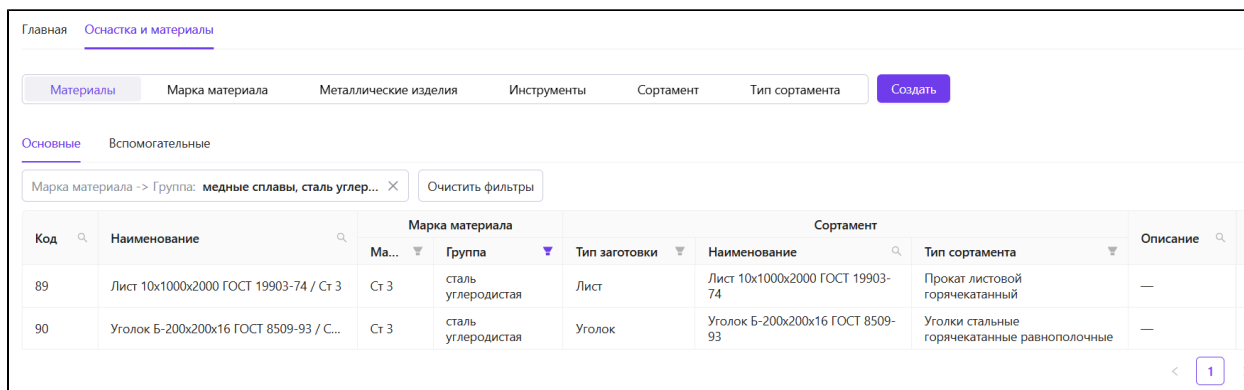 Главная Оснастка и материалы
Материалы Марка материала Металлические изделия Инструменты Сортамент Тип сортамента Создать
Основные Вспомогательные
Марка материала -> Группа: медные сплавы, сталь углер... Очистить фильтры
Код Наименование Марка материала Сортамент Описание
Ма... Группа Тип заготовки Наименование Тип сортамента
89 Лист 10х1000х2000 ГОСТ 19903-74 / Ст 3 Ст 3 сталь углеродистая Лист Лист 10х1000х2000 ГОСТ 19903-74 Прокат листовой горячекатанный —
90 Уголок Б-200х200х16 ГОСТ 8509-93 / С... Ст 3 сталь углеродистая Уголок Уголок Б-200х200х16 ГОСТ 8509-93 Уголки стальные горячекатанные равнополочные —
< 1